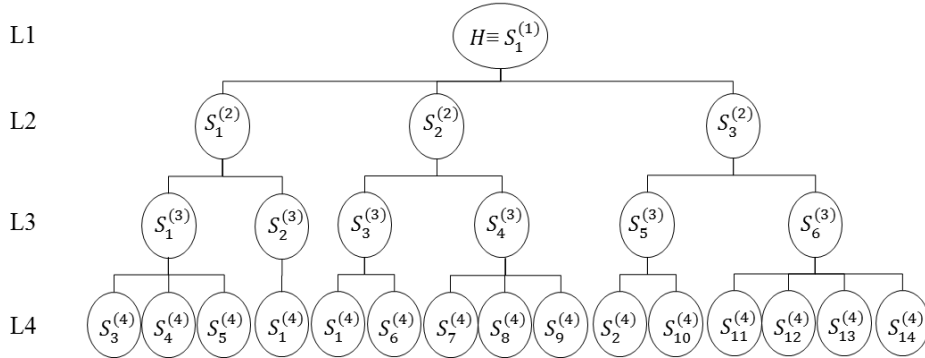 L1 H≡ S₁⁽¹⁾
L2 S₁⁽²⁾ S₂⁽²⁾ S₃⁽²⁾
L3 S₁⁽³⁾ S₂⁽³⁾ S₃⁽³⁾ S₄⁽³⁾ S₅⁽³⁾ S₆⁽³⁾
L4 S₃⁽⁴⁾ S₄⁽⁴⁾ S₅⁽⁴⁾ S₁⁽⁴⁾ S₁⁽⁴⁾ S₆⁽⁴⁾ S₇⁽⁴⁾ S₈⁽⁴⁾ S₉⁽⁴⁾ S₂⁽⁴⁾ S₁₀⁽⁴⁾ S₁₁⁽⁴⁾ S₁₂⁽⁴⁾ S₁₃⁽⁴⁾ S₁₄⁽⁴⁾